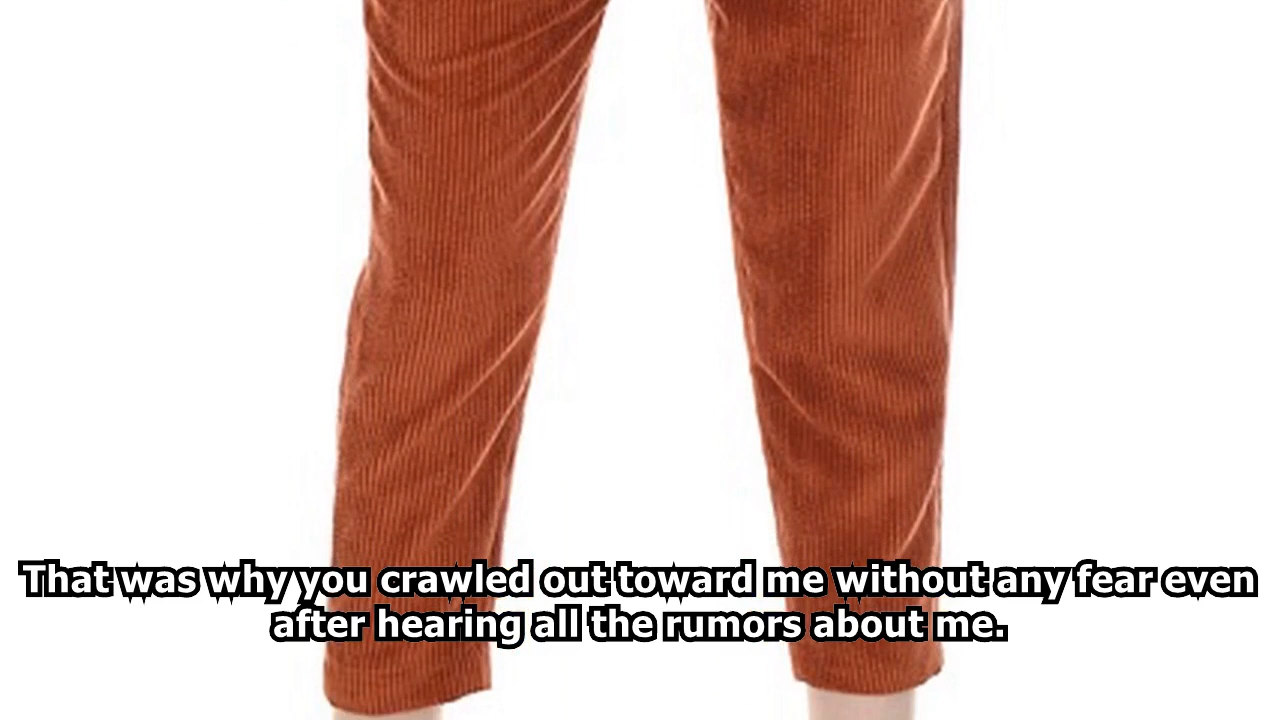 That was why you crawled out toward me without any fear even
after hearing all the rumors about me.